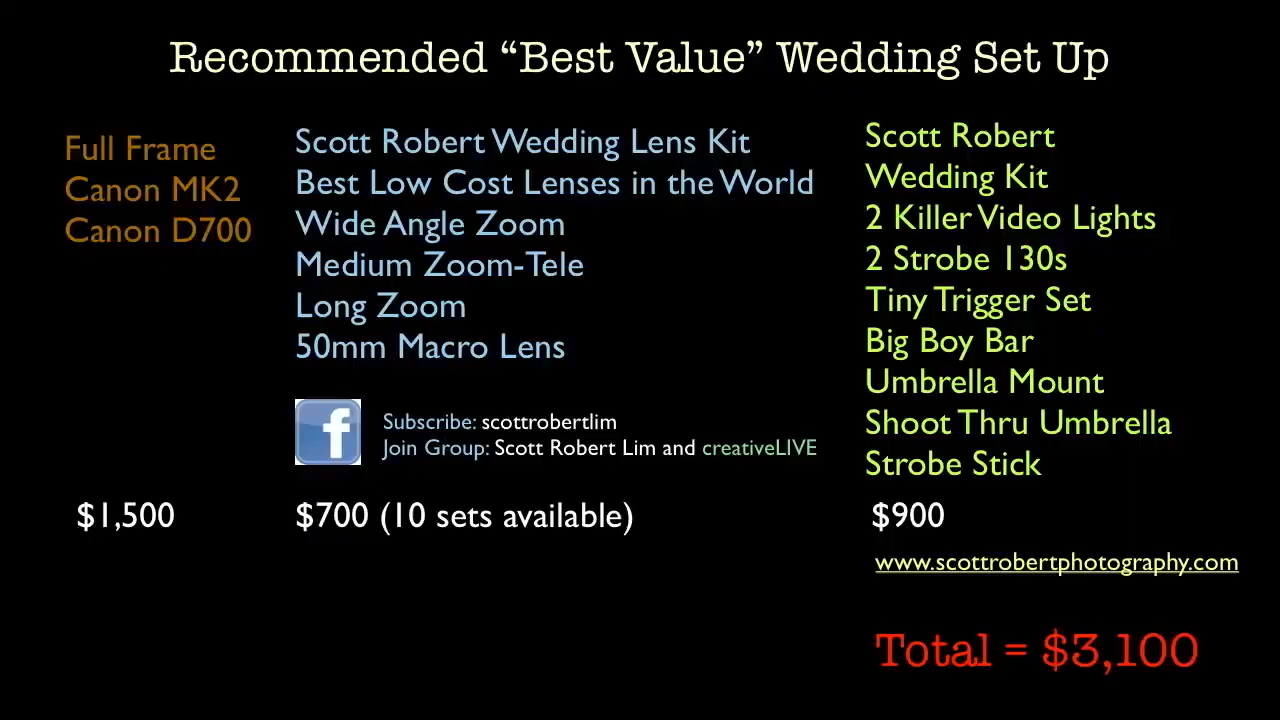 Recommended “Best Value” Wedding Set Up
Full Frame
Canon MK2
Canon D700
$1,500
Scott Robert Wedding Lens Kit
Best Low Cost Lenses in the World
Wide Angle Zoom
Medium Zoom-Tele
Long Zoom
50mm Macro Lens
f
Subscribe: scottrobertlim
Join Group: Scott Robert Lim and creativeLIVE
$700 (10 sets available)
Scott Robert
Wedding Kit
2 Killer Video Lights
2 Strobe 130s
Tiny Trigger Set
Big Boy Bar
Umbrella Mount
Shoot Thru Umbrella
Strobe Stick
$900
www.scottrobertphotography.com
Total = $3,100